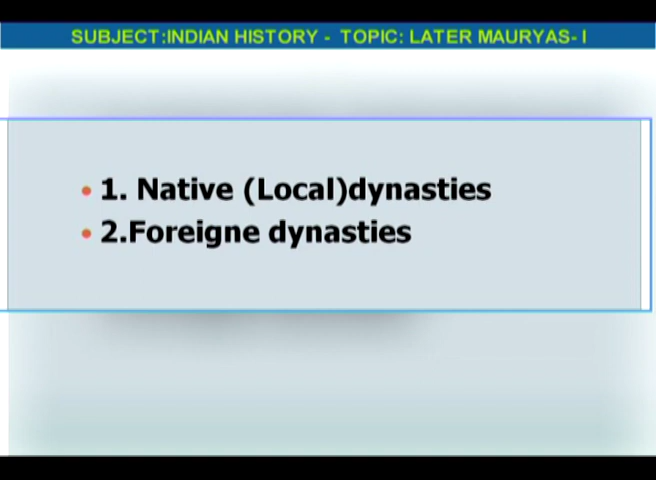 SUBJECT:INDIAN HISTORY - TOPIC: LATER MAURYAS- I
• 1. Native (Local)dynasties
• 2.Foreigne dynasties